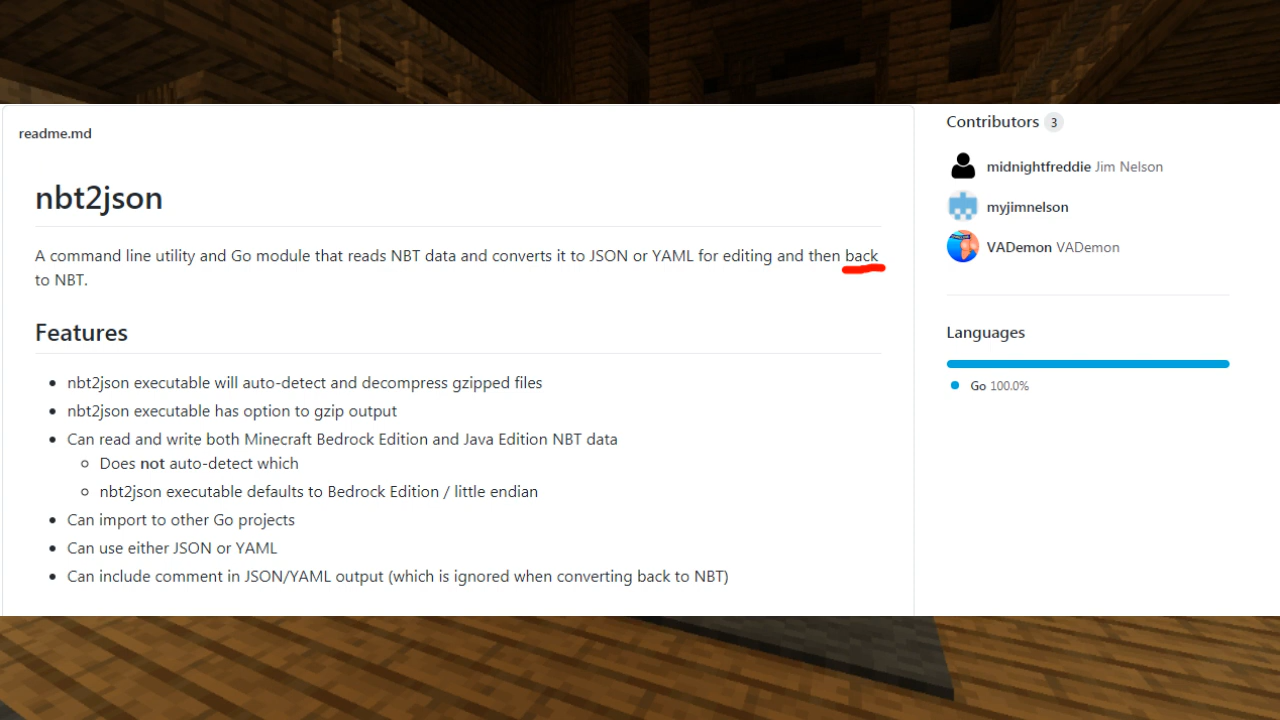 readme.md
nbt2json
A command line utility and Go module that reads NBT data and converts it to JSON or YAML for editing and then back
to NBT.
Features
nbt2json executable will auto-detect and decompress gzipped files
nbt2json executable has option to gzip output
Can read and write both Minecraft Bedrock Edition and Java Edition NBT data
Does not auto-detect which
nbt2json executable defaults to Bedrock Edition / little endian
Can import to other Go projects
Can use either JSON or YAML
Can include comment in JSON/YAML output (which is ignored when converting back to NBT)
Contributors 3
midnightfreddie Jim Nelson
myjimnelson
VADemon VADemon
Languages
Go 100.0%